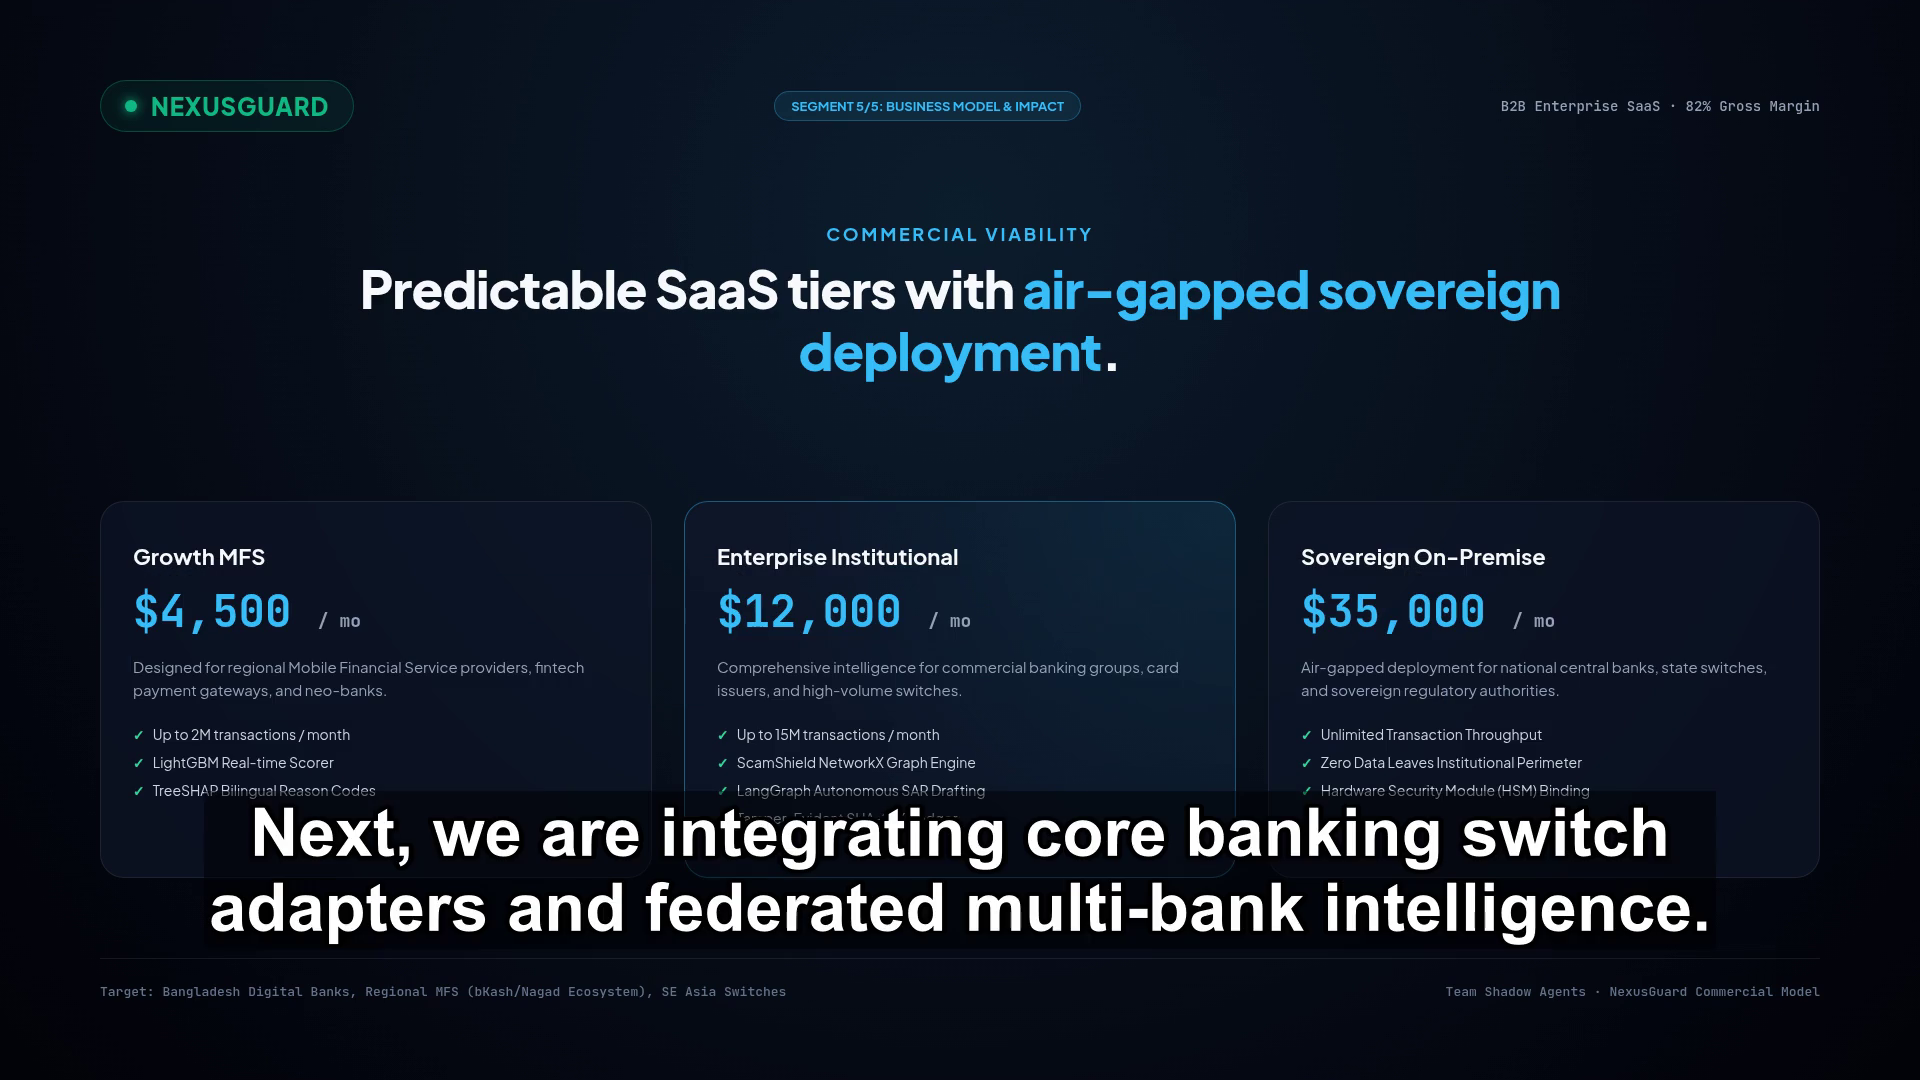 NEXUSGUARD
SEGMENT 5/5: BUSINESS MODEL & IMPACT
B2B Enterprise SaaS · 82% Gross Margin
COMMERCIAL VIABILITY
Predictable SaaS tiers with air-gapped sovereign
deployment.
Growth MFS
$4,500 / mo
Designed for regional Mobile Financial Service providers, fintech
payment gateways, and neo-banks.
✓ Up to 2M transactions / month
✓ LightGBM Real-time Scorer
✓ TreeSHAP Bilingual Reason Codes
Enterprise Institutional
$12,000 / mo
Comprehensive intelligence for commercial banking groups, card
issuers, and high-volume switches.
✓ Up to 15M transactions / month
✓ ScamShield NetworkX Graph Engine
✓ LangGraph Autonomous SAR Drafting
Sovereign On-Premise
$35,000 / mo
Air-gapped deployment for national central banks, state switches,
and sovereign regulatory authorities.
✓ Unlimited Transaction Throughput
✓ Zero Data Leaves Institutional Perimeter
✓ Hardware Security Module (HSM) Binding
Next, we are integrating core banking switch
adapters and federated multi-bank intelligence.
Target: Bangladesh Digital Banks, Regional MFS (bKash/Nagad Ecosystem), SE Asia Switches
Team Shadow Agents · NexusGuard Commercial Model